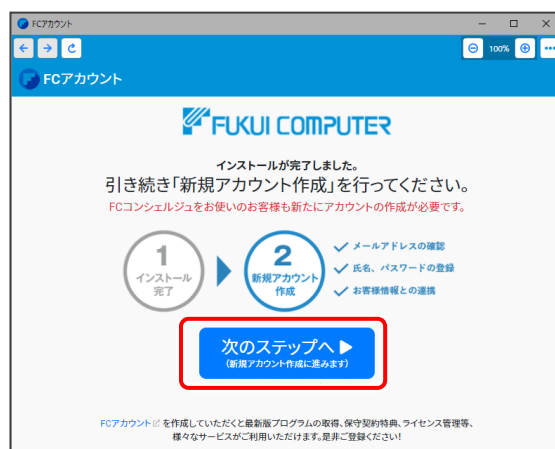 FCアカウント
100%
FCアカウント
FUKUI COMPUTER
インストールが完了しました。
引き続き「新規アカウント作成」を行ってください。
FCコンシェルジュをお使いのお客様も新たにアカウントの作成が必要です。
1
インストール
完了
2
新規アカウント
作成
メールアドレスの確認
氏名、パスワードの登録
お客様情報との連携
次のステップへ
(新規アカウント作成に進みます)
FCアカウント を作成していただくと最新版プログラムの取得、保守契約特典、ライセンス管理等、
様々なサービスがご利用いただけます。是非ご登録ください!